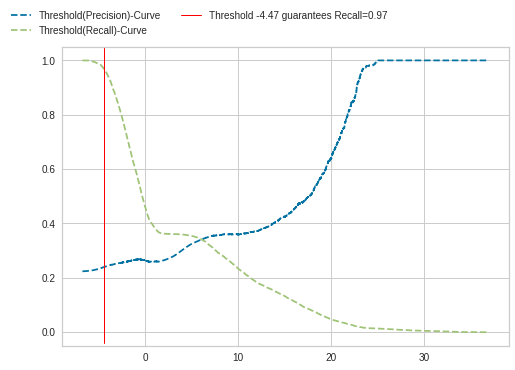 Threshold(Precision)-Curve
Threshold -4.47 guarantees Recall=0.97
Threshold(Recall)-Curve
1.0
0.8
0.6
0.4
0.2
0.0
0 10 20 30